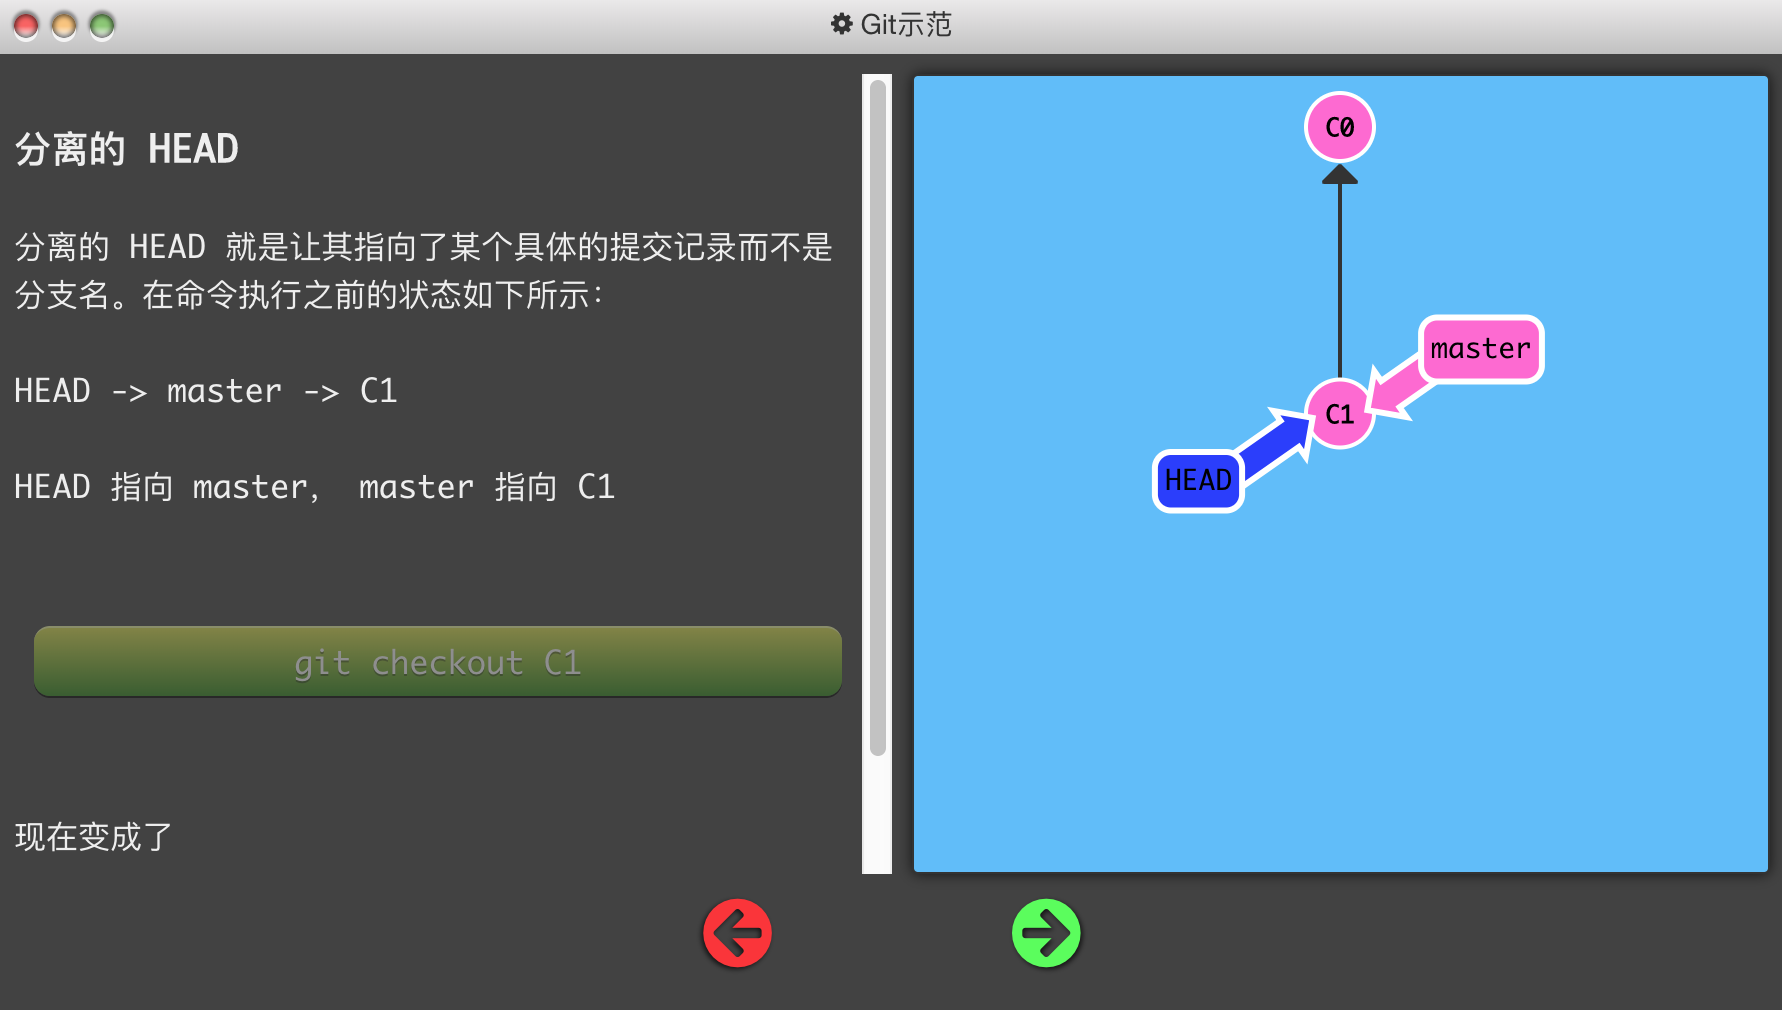 Git示范
分离的 HEAD
分离的 HEAD 就是让其指向了某个具体的提交记录而不是
分支名。在命令执行之前的状态如下所示：
HEAD -> master -> C1
HEAD 指向 master， master 指向 C1
git checkout C1
现在变成了
C0
master
C1
HEAD